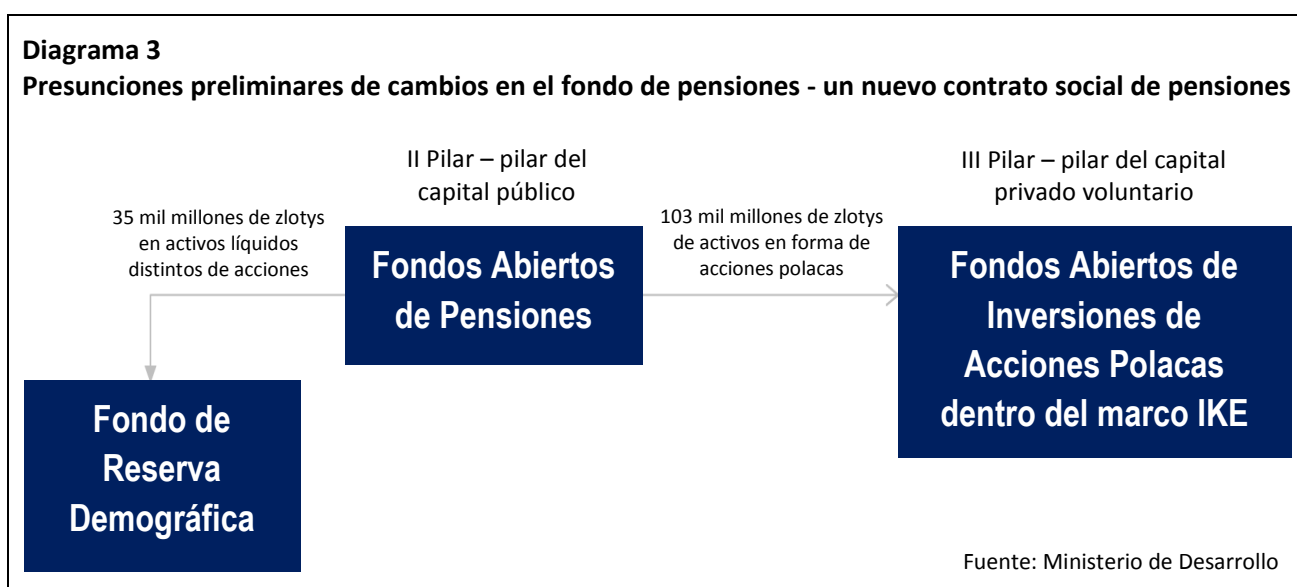 Diagrama 3
Presunciones preliminares de cambios en el fondo de pensiones - un nuevo contrato social de pensiones
II Pilar – pilar del
capital público
III Pilar – pilar del capital
privado voluntario
35 mil millones de zlotys
en activos líquidos
distintos de acciones
Fondos Abiertos
de Pensiones
103 mil millones de zlotys
de activos en forma de
acciones polacas
Fondos Abiertos de
Inversiones de
Acciones Polacas
dentro del marco IKE
Fondo de
Reserva
Demográfica
Fuente: Ministerio de Desarrollo